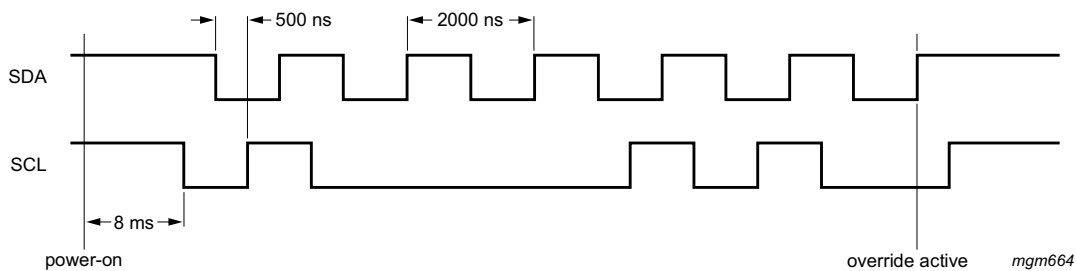 500 ns
2000 ns
SDA
SCL
8 ms
power-on
override active
mgm664